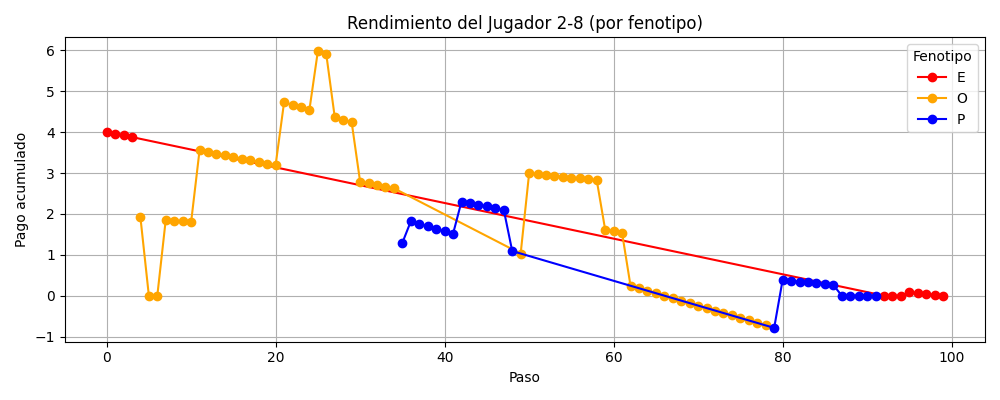 Rendimiento del Jugador 2-8 (por fenotipo)
Pago acumulado
6
5
4
3
2
1
0
−1
Fenotipo
E
O
P
0 20 40 60 80 100
Paso